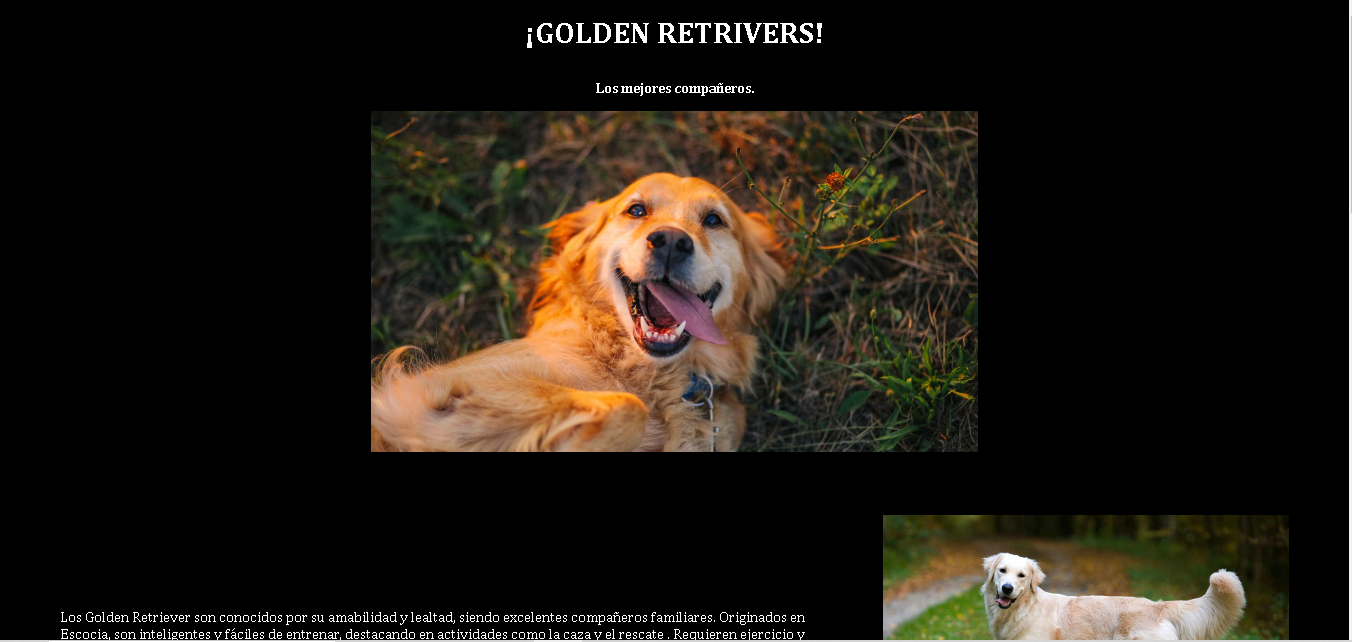 ¡GOLDEN RETRIVERS!
Los mejores compañeros.
Los Golden Retriever son conocidos por su amabilidad y lealtad, siendo excelentes compañeros familiares. Originados en
Escocia, son inteligentes y fáciles de entrenar, destacando en actividades como la caza y el rescate . Requieren ejercicio y